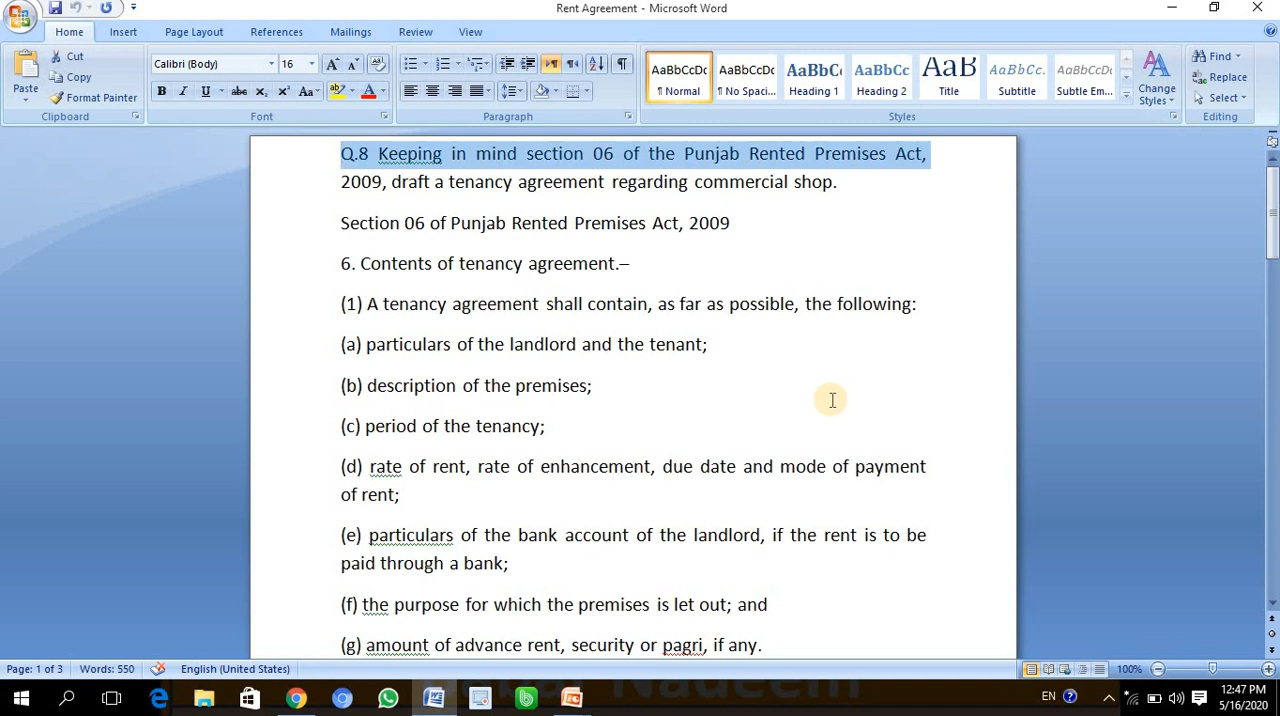 Rent Agreement - Microsoft Word
Home Insert Page Layout References Mailings Review View
Paste
Cut
Copy
Format Painter
Clipboard
Calibri (Body) 16
B I U abc x₂ x² Aa
Font
Paragraph
AaBbCcDc AaBbCcDc AaBbC AaBbCc AaB AaBbCc. AaBbCcDc
¶ Normal ¶ No Spaci... Heading 1 Heading 2 Title Subtitle Subtle Em...
Styles
Change
Styles
Find
Replace
Select
Editing
Q.8 Keeping in mind section 06 of the Punjab Rented Premises Act,
2009, draft a tenancy agreement regarding commercial shop.
Section 06 of Punjab Rented Premises Act, 2009
6. Contents of tenancy agreement.–
(1) A tenancy agreement shall contain, as far as possible, the following:
(a) particulars of the landlord and the tenant;
(b) description of the premises;
(c) period of the tenancy;
(d) rate of rent, rate of enhancement, due date and mode of payment
of rent;
(e) particulars of the bank account of the landlord, if the rent is to be
paid through a bank;
(f) the purpose for which the premises is let out; and
(g) amount of advance rent, security or pagri, if any.
Page: 1 of 3 Words: 550 English (United States) 100%
Nadeem
EN
12:47 PM
5/16/2020